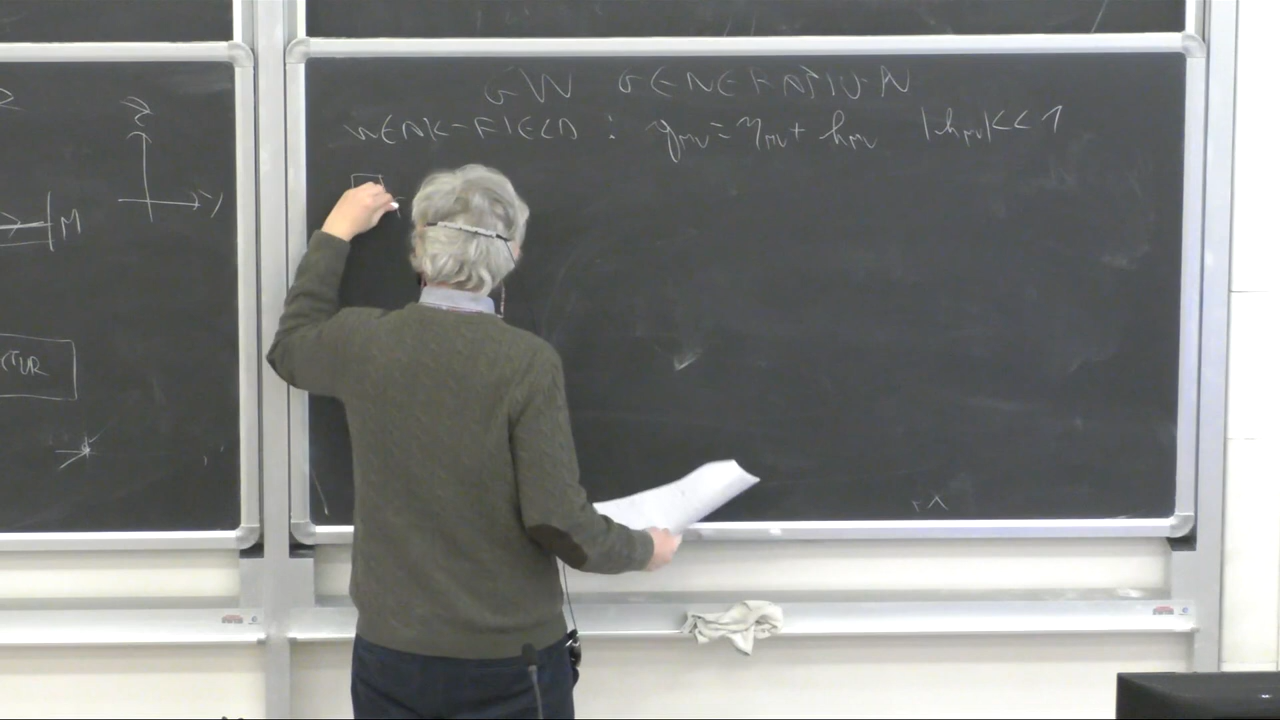 GW GENERATION
WEAK-FIELD : gμν = ημν + hμν |hμν| << 1
z
y
M
x